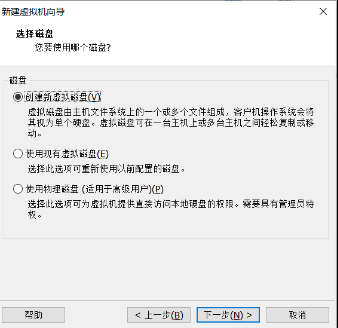 新建虚拟机向导
选择磁盘
您要使用哪个磁盘?
磁盘
创建新虚拟磁盘(V)
虚拟磁盘由主机文件系统上的一个或多个文件组成，客户机操作系统会将
其视为单个硬盘。虚拟磁盘可在一台主机上或多台主机之间轻松复制或移
动。
使用现有虚拟磁盘(E)
选择此选项可重新使用以前配置的磁盘。
使用物理磁盘 (适用于高级用户)(P)
选择此选项可为虚拟机提供直接访问本地硬盘的权限。需要具有管理员特
权。
帮助
< 上一步(B)
下一步(N) >
取消